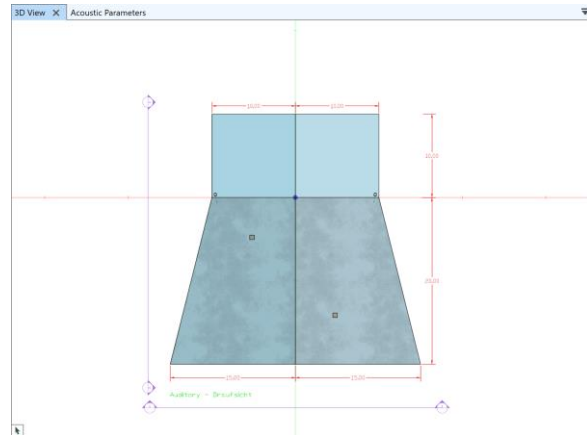 3D View X Acoustic Parameters
10,00 10,00
10,00
20,00
15,00 15,00
Auditory - Draufsicht